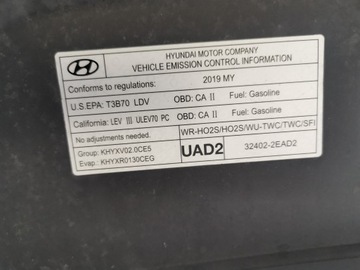 HYUNDAI MOTOR COMPANY
VEHICLE EMISSION CONTROL INFORMATION
Conforms to regulations: 2019 MY
U.S.EPA: T3B70 LDV OBD: CA II Fuel: Gasoline
California: LEV III ULEV70 PC OBD: CA II Fuel: Gasoline
No adjustments needed. WR-HO2S/HO2S/WU-TWC/TWC/SFI
Group: KHYXV02.0CE5
Evap.: KHYXR0130CEG UAD2 32402-2EAD2